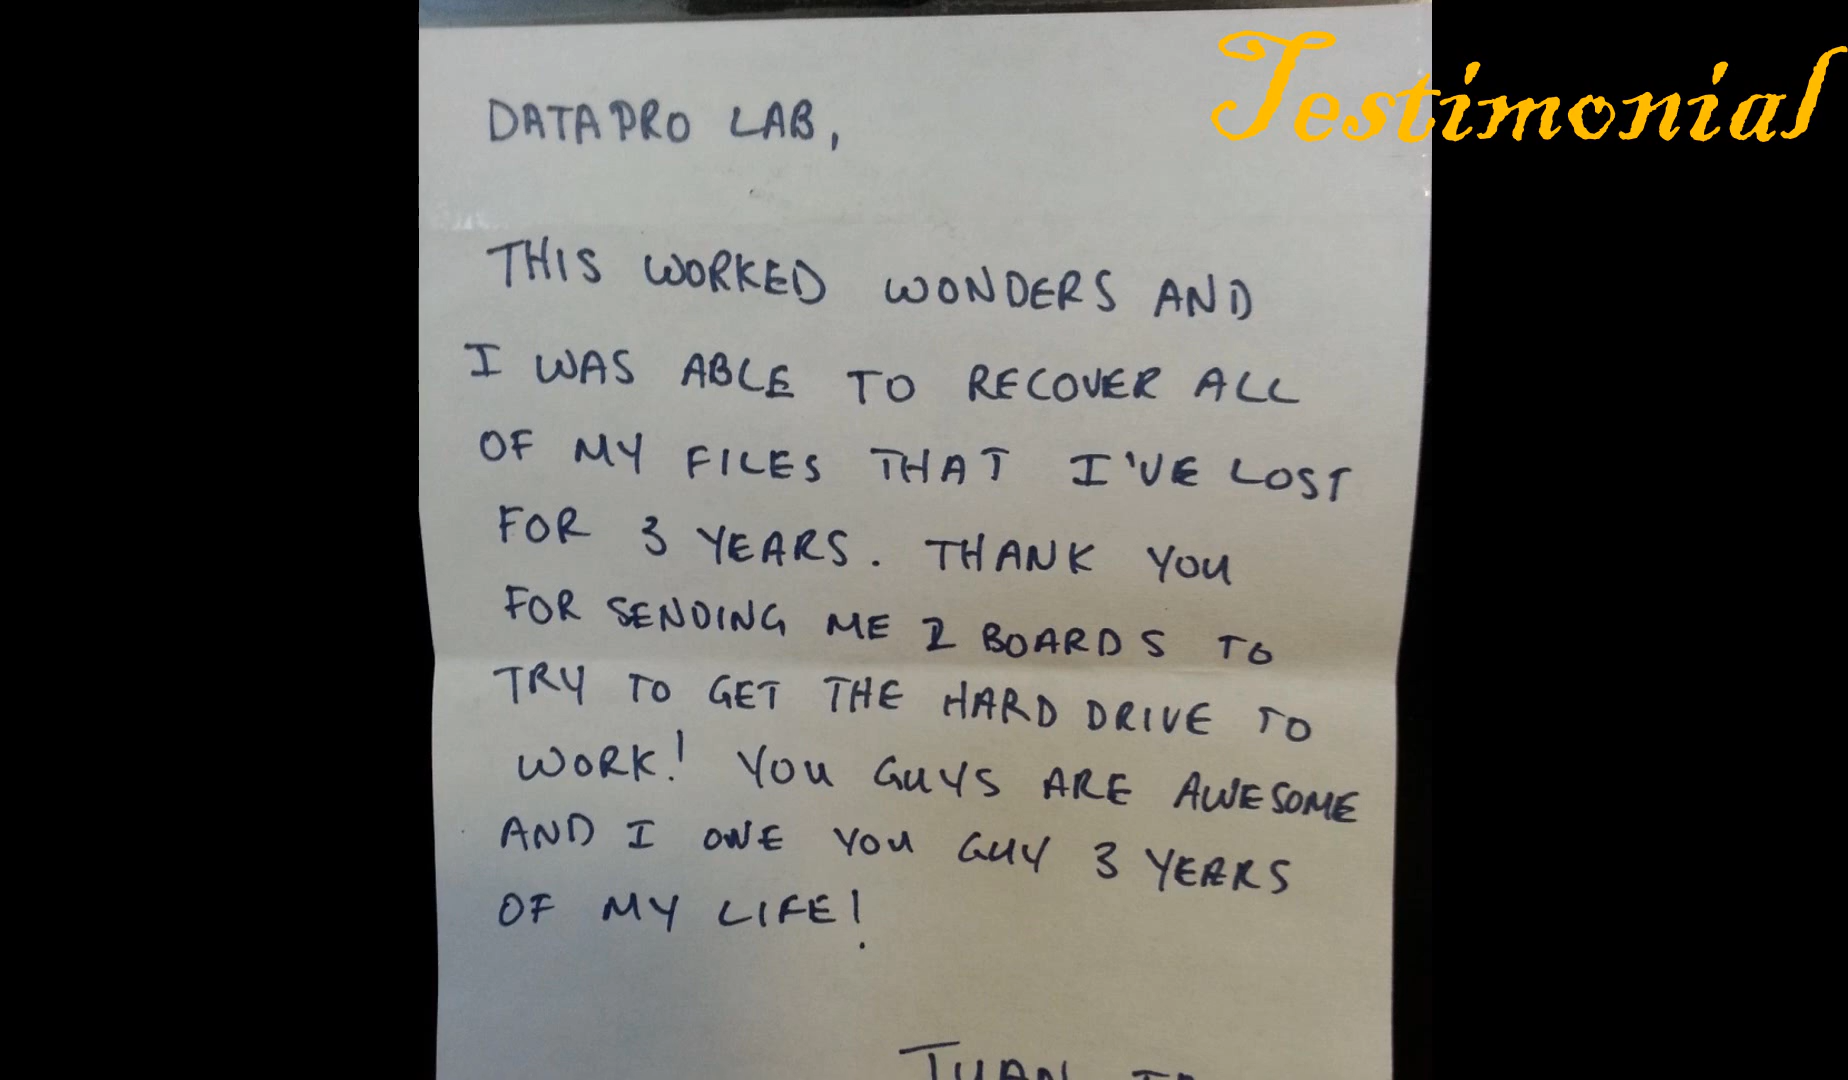 Testimonial
DATAPRO LAB,
THIS WORKED WONDERS AND
I WAS ABLE TO RECOVER ALL
OF MY FILES THAT I'VE LOST
FOR 3 YEARS. THANK YOU
FOR SENDING ME 2 BOARDS TO
TRY TO GET THE HARD DRIVE TO
WORK! YOU GUYS ARE AWESOME
AND I OWE YOU GUY 3 YEARS
OF MY LIFE!